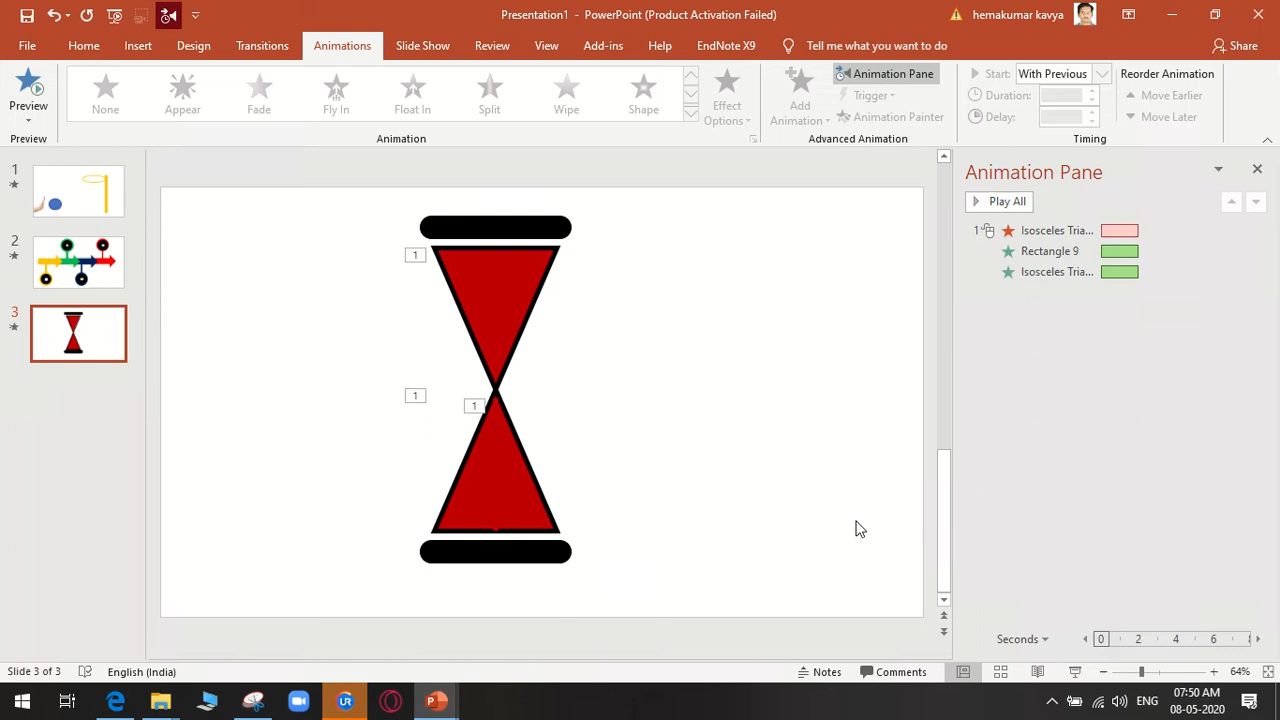 Presentation1 - PowerPoint (Product Activation Failed)
hemakumar kavya
File Home Insert Design Transitions Animations Slide Show Review View Add-ins Help EndNote X9 Tell me what you want to do Share
Preview
Preview
None Appear Fade Fly In Float In Split Wipe Shape
Animation
Effect
Options
Add
Animation
Animation Pane
Trigger
Animation Painter
Advanced Animation
Start: With Previous
Duration:
Delay:
Reorder Animation
Move Earlier
Move Later
Timing
1
2
3
1
1
1
Animation Pane
Play All
1 Isosceles Tria...
Rectangle 9
Isosceles Tria...
Seconds 0 2 4 6
Slide 3 of 3 English (India) Notes Comments 64%
UR
ENG
07:50 AM
08-05-2020